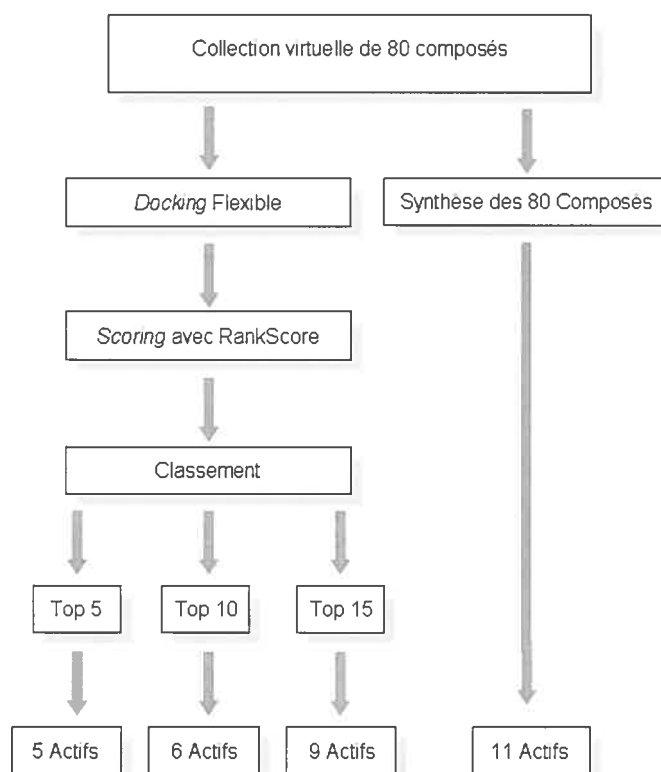 Collection virtuelle de 80 composés
Docking Flexible
Synthèse des 80 Composés
Scoring avec RankScore
Classement
Top 5
Top 10
Top 15
5 Actifs
6 Actifs
9 Actifs
11 Actifs